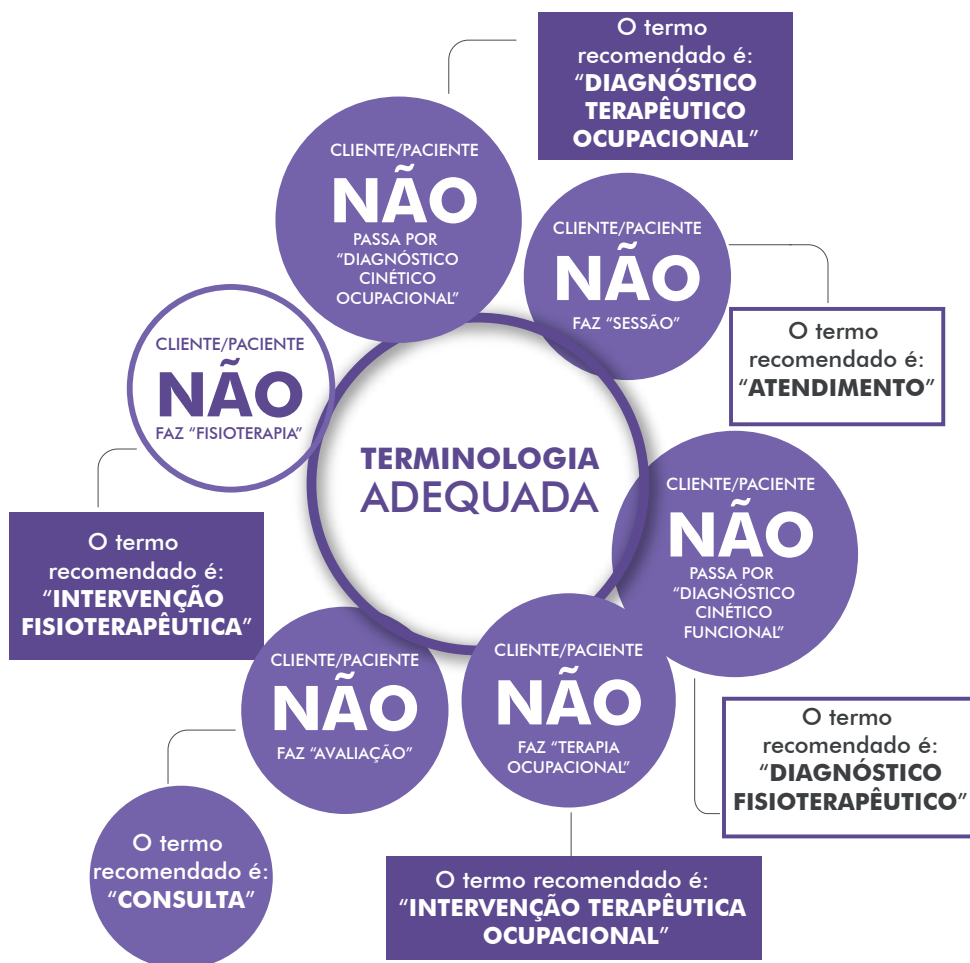 O termo
recomendado é:
“DIAGNÓSTICO
TERAPÊUTICO
OCUPACIONAL”
CLIENTE/PACIENTE
NÃO
PASSA POR
“DIAGNÓSTICO
CINÉTICO
OCUPACIONAL”
CLIENTE/PACIENTE
NÃO
FAZ “SESSÃO”
O termo
recomendado é:
“ATENDIMENTO”
CLIENTE/PACIENTE
NÃO
FAZ “FISIOTERAPIA”
O termo
recomendado é:
“INTERVENÇÃO
FISIOTERAPÊUTICA”
TERMINOLOGIA
ADEQUADA
CLIENTE/PACIENTE
NÃO
PASSA POR
“DIAGNÓSTICO
CINÉTICO
FUNCIONAL”
O termo
recomendado é:
“DIAGNÓSTICO
FISIOTERAPÊUTICO”
CLIENTE/PACIENTE
NÃO
FAZ “AVALIAÇÃO”
O termo
recomendado é:
“CONSULTA”
CLIENTE/PACIENTE
NÃO
FAZ “TERAPIA
OCUPACIONAL”
O termo recomendado é:
“INTERVENÇÃO TERAPÊUTICA
OCUPACIONAL”